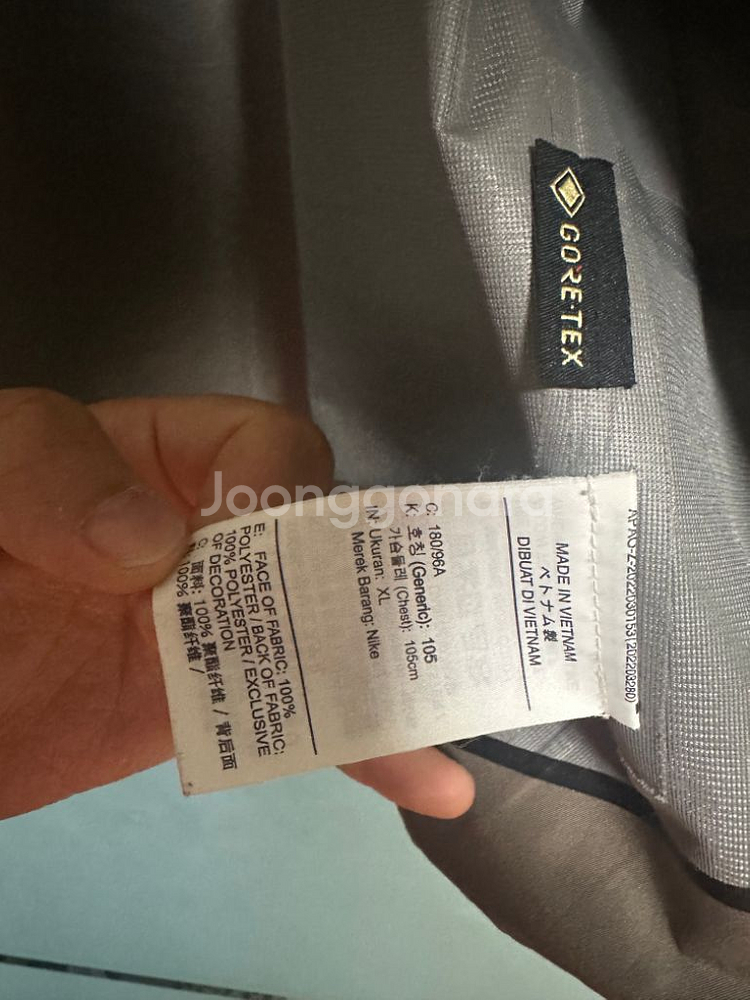 GORE-TEX
MADE IN VIETNAM
ベトナム製
DIBUAT DI VIETNAM
C: 180/96A
K: 호칭 (Generic): 105
가슴둘레 (Chest): 105cm
IN: Ukuran: XL
Merek Barang: Nike
E: FACE OF FABRIC: 100%
POLYESTER / BACK OF FABRIC:
100% POLYESTER / EXCLUSIVE
OF DECORATION
面料: 100% 聚酯纤维 / 背后面
100% 聚酯纤维 /
Joonggonara